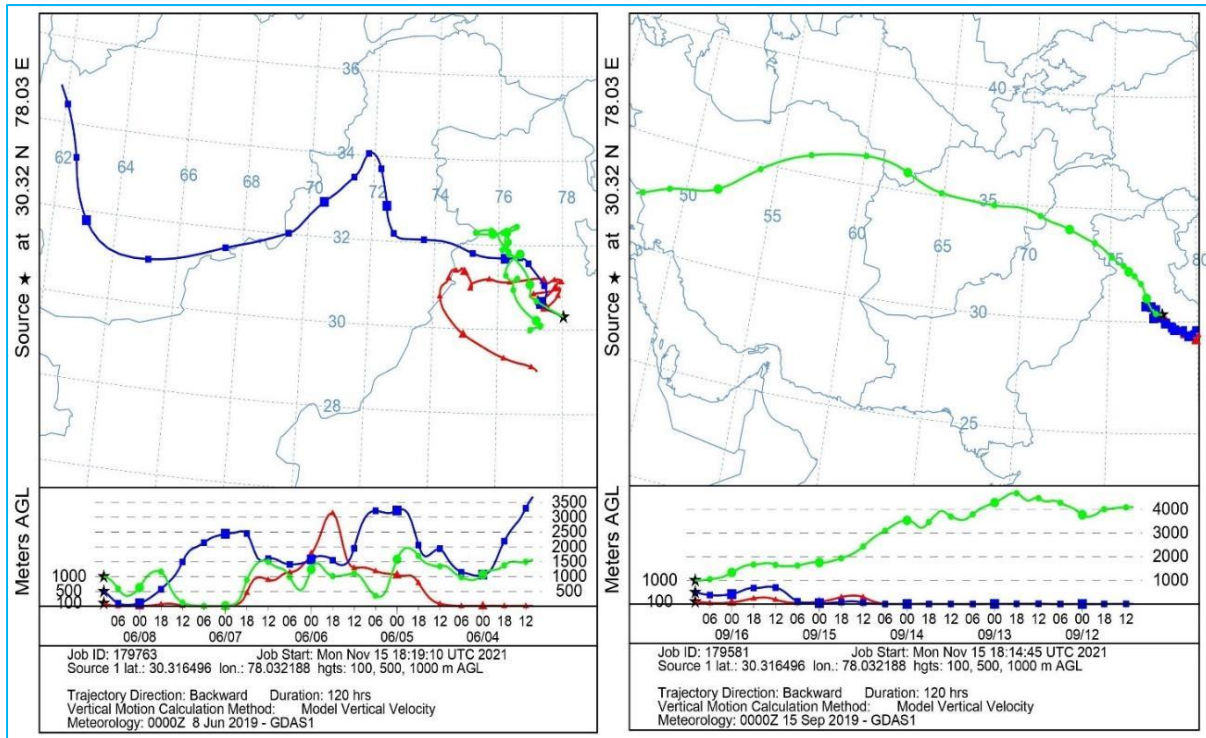 Source ★ at 30.32 N 78.03 E
36
34
62 64 66 68 70 72 74 76 78
32
30
28
Meters AGL
3500
3000
2500
2000
1500
1000
500
1000
500
100
06 00 18 12 06 00 18 12 06 00 18 12 06 00 18 12 06 00 18 12
06/08 06/07 06/06 06/05 06/04
Job ID: 179763 Job Start: Mon Nov 15 18:19:10 UTC 2021
Source 1 lat.: 30.316496 lon.: 78.032188 hgts: 100, 500, 1000 m AGL
Trajectory Direction: Backward Duration: 120 hrs
Vertical Motion Calculation Method: Model Vertical Velocity
Meteorology: 0000Z 8 Jun 2019 - GDAS1
Source ★ at 30.32 N 78.03 E
40
35
50 55 60 65 70 75 80
30
25
Meters AGL
4000
3000
2000
1000
1000
100
06 00 18 12 06 00 18 12 06 00 18 12 06 00 18 12 06 00 18 12
09/16 09/15 09/14 09/13 09/12
Job ID: 179581 Job Start: Mon Nov 15 18:14:45 UTC 2021
Source 1 lat.: 30.316496 lon.: 78.032188 hgts: 100, 500, 1000 m AGL
Trajectory Direction: Backward Duration: 120 hrs
Vertical Motion Calculation Method: Model Vertical Velocity
Meteorology: 0000Z 15 Sep 2019 - GDAS1